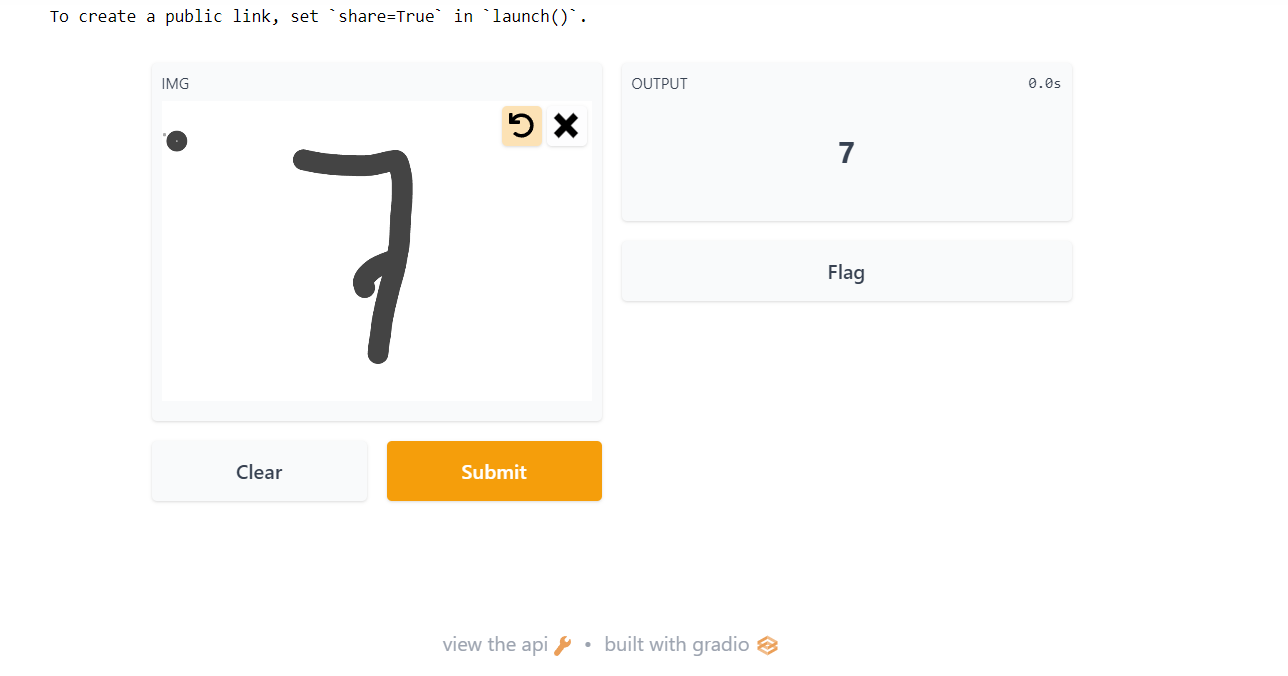 To create a public link, set `share=True` in `launch()`.
IMG
OUTPUT 0.0s
7
7
Flag
Clear
Submit
view the api • built with gradio